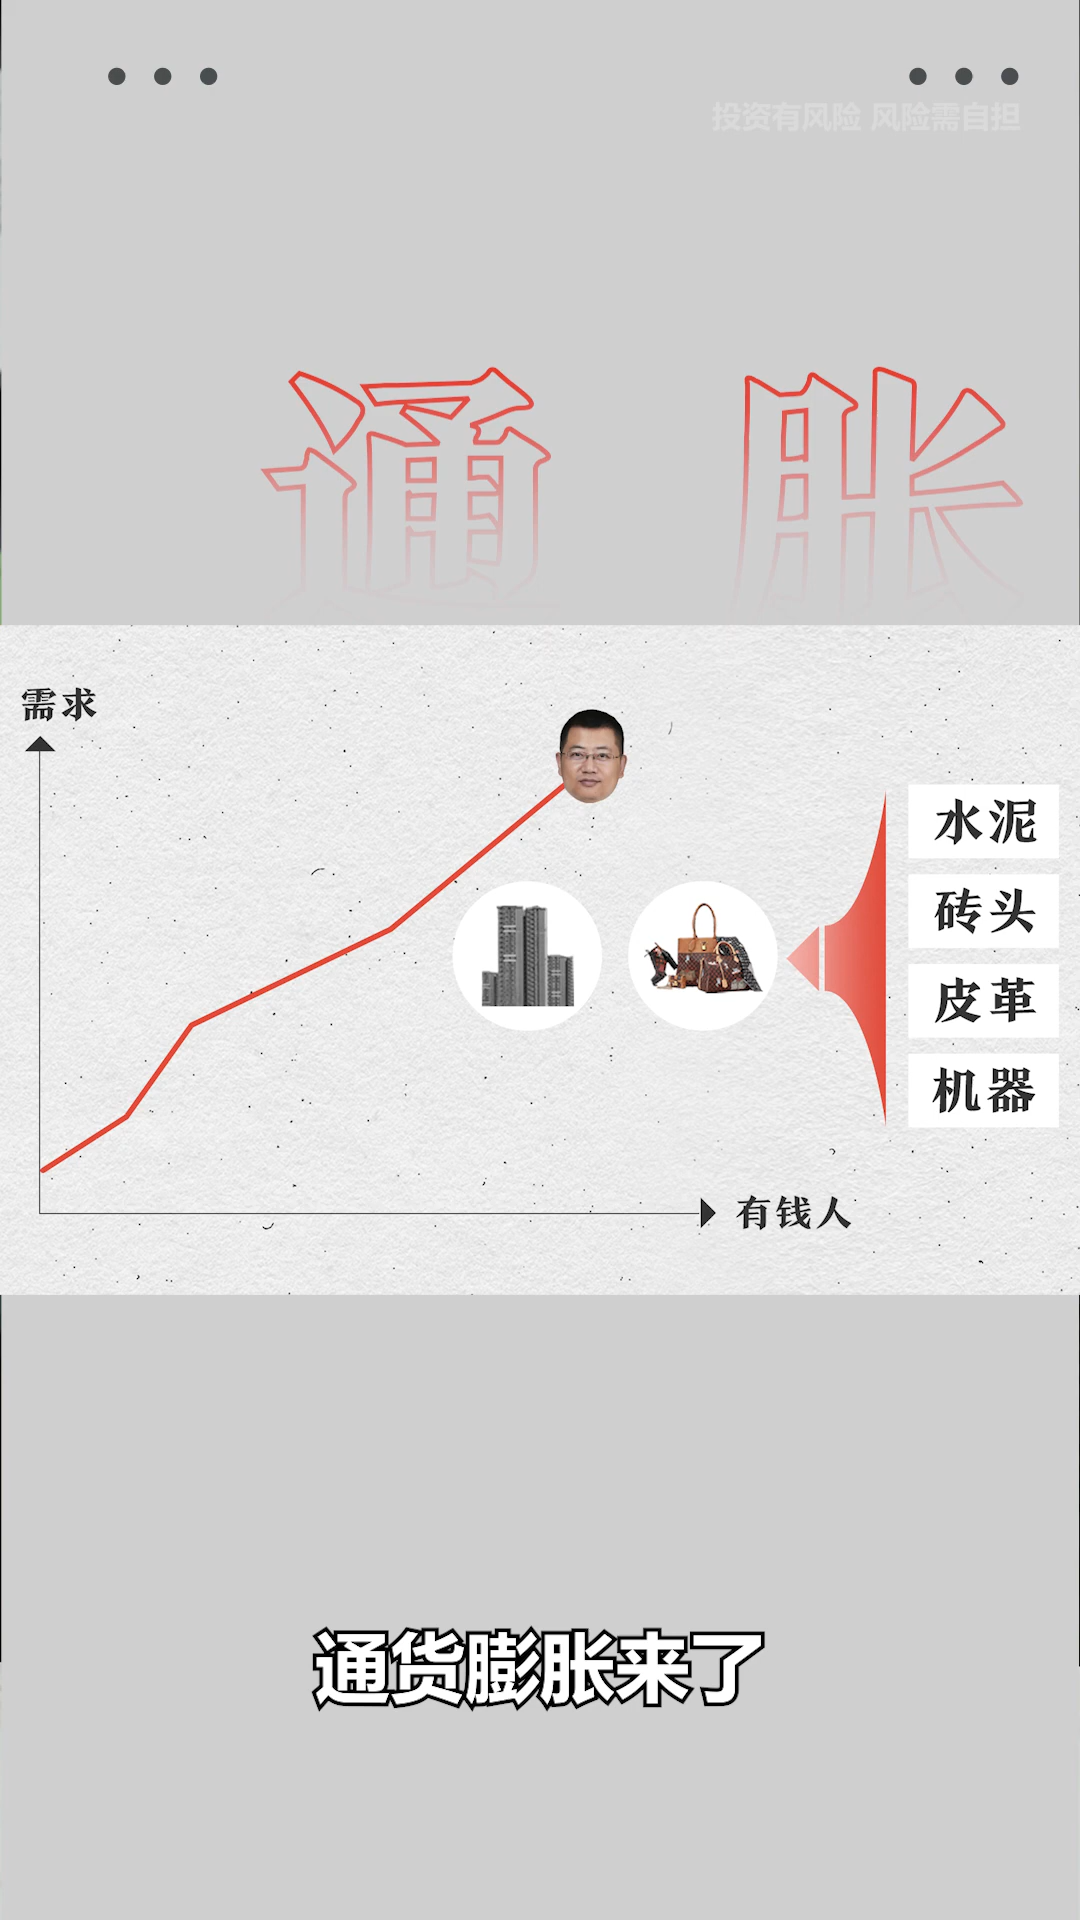 投资有风险 风险需自担
通胀
需求
水泥
砖头
皮革
机器
有钱人
通货膨胀来了